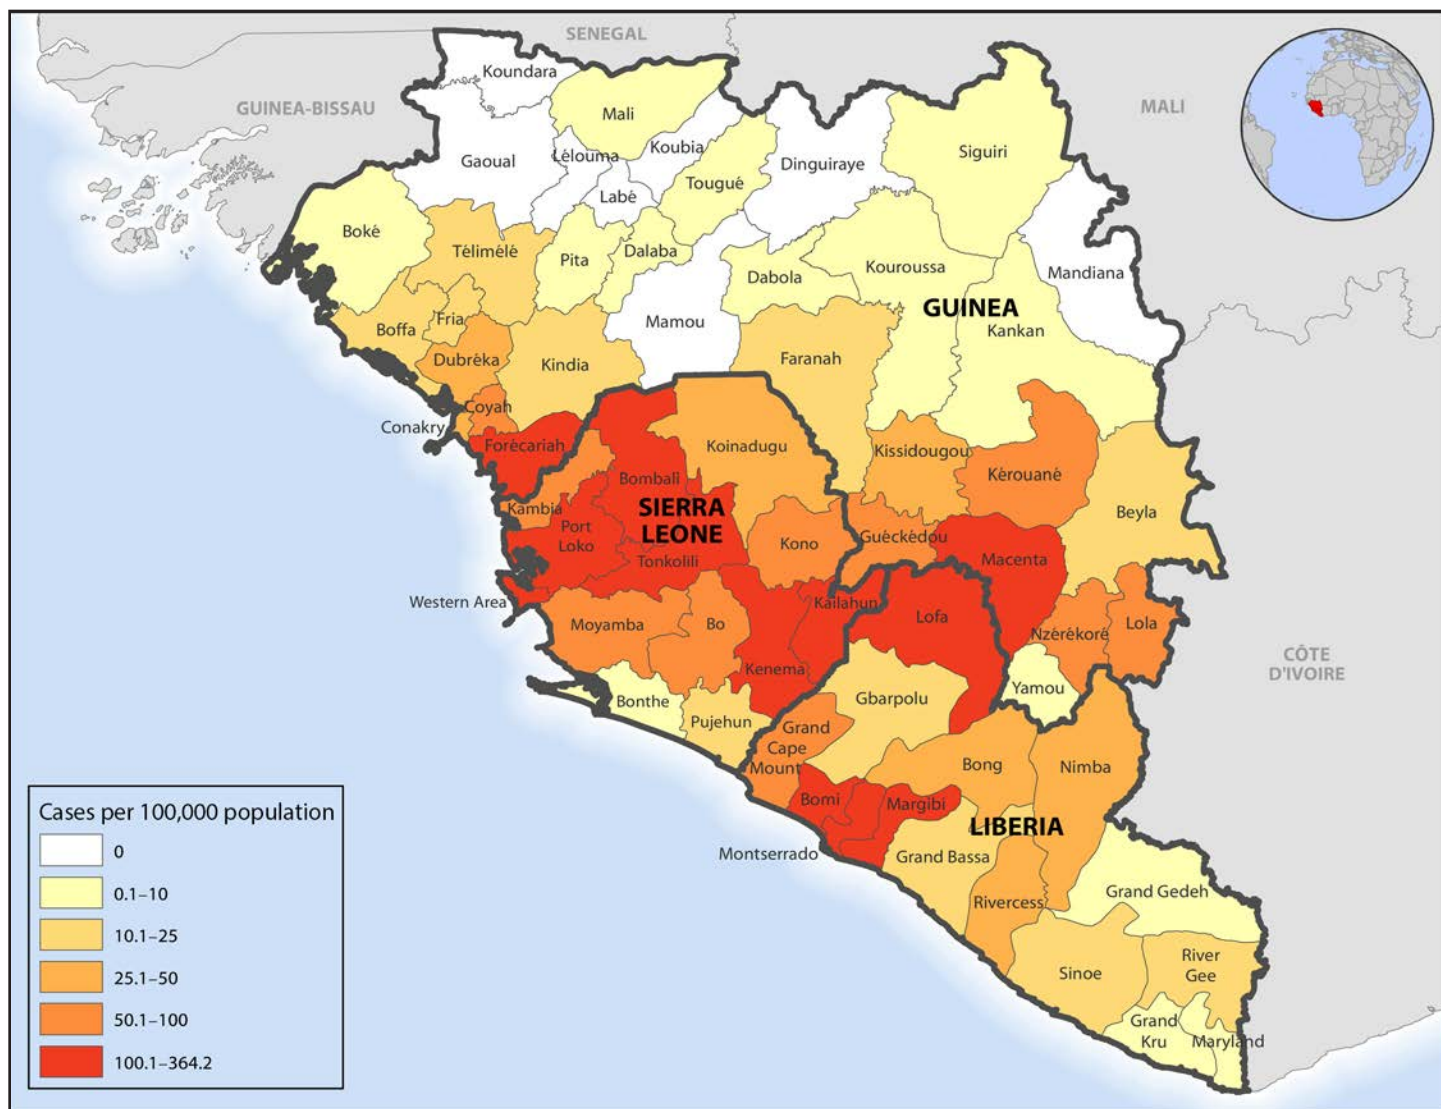 SENEGAL
GUINEA-BISSAU
MALI
Koundara
Mali
Gaoual
Lélouma
Koubia
Labé
Tougué
Dinguiraye
Siguiri
Boké
Télimélé
Pita
Dalaba
Dabola
Kouroussa
Mandiana
GUINEA
Kankan
Boffa
Fria
Mamou
Dubréka
Kindia
Faranah
Coyah
Conakry
Forécariah
Koinadugu
Kissidougou
Kérouané
Bombali
SIERRA
LEONE
Kambia
Port
Loko
Kono
Guéckédou
Beyla
Tonkolili
Macenta
Western Area
Kailahun
Moyamba
Bo
Lofa
Nzérékoré
Lola
Kenema
CÔTE
D'IVOIRE
Yamou
Bonthe
Pujehun
Gbarpolu
Grand
Cape
Mount
Bong
Nimba
Bomi
Margibi
LIBERIA
Montserrado
Grand Bassa
Rivercess
Grand Gedeh
Sinoe
River
Gee
Grand
Kru
Maryland
Cases per 100,000 population
0
0.1–10
10.1–25
25.1–50
50.1–100
100.1–364.2